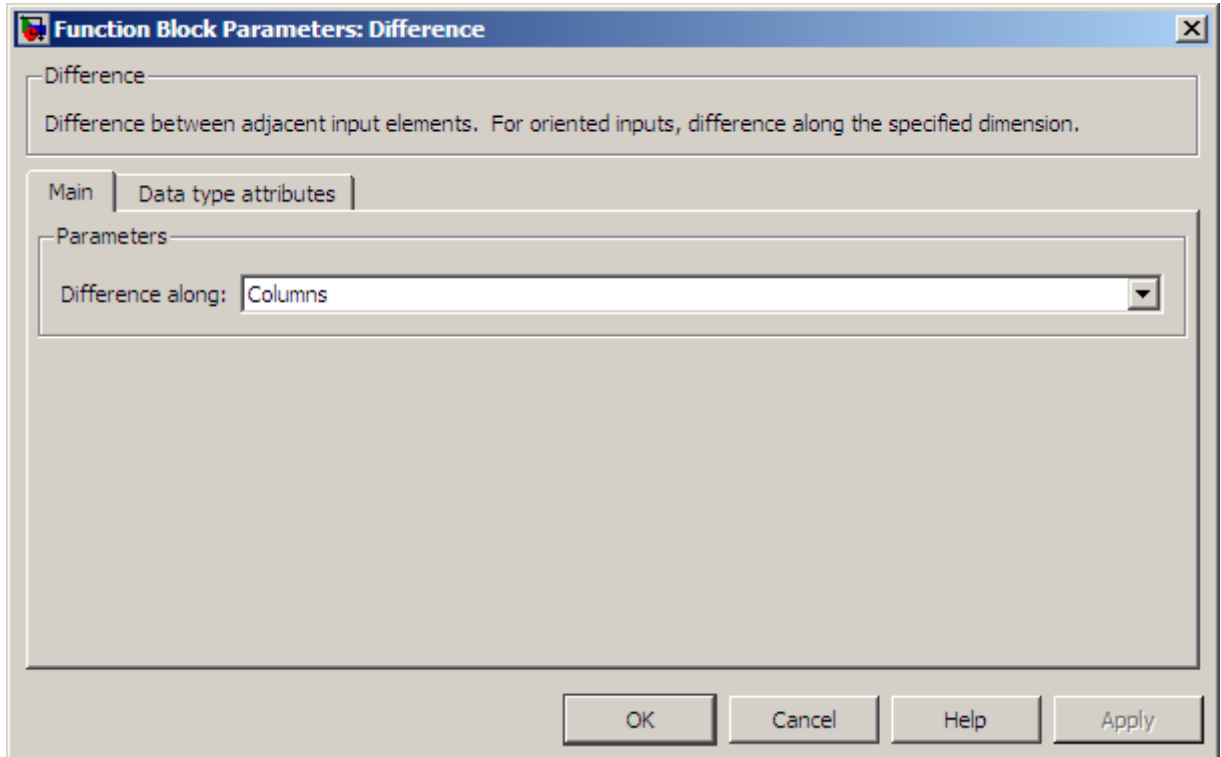 Function Block Parameters: Difference
Difference
Difference between adjacent input elements.  For oriented inputs, difference along the specified dimension.
Main Data type attributes
Parameters
Difference along: Columns
OK Cancel Help Apply